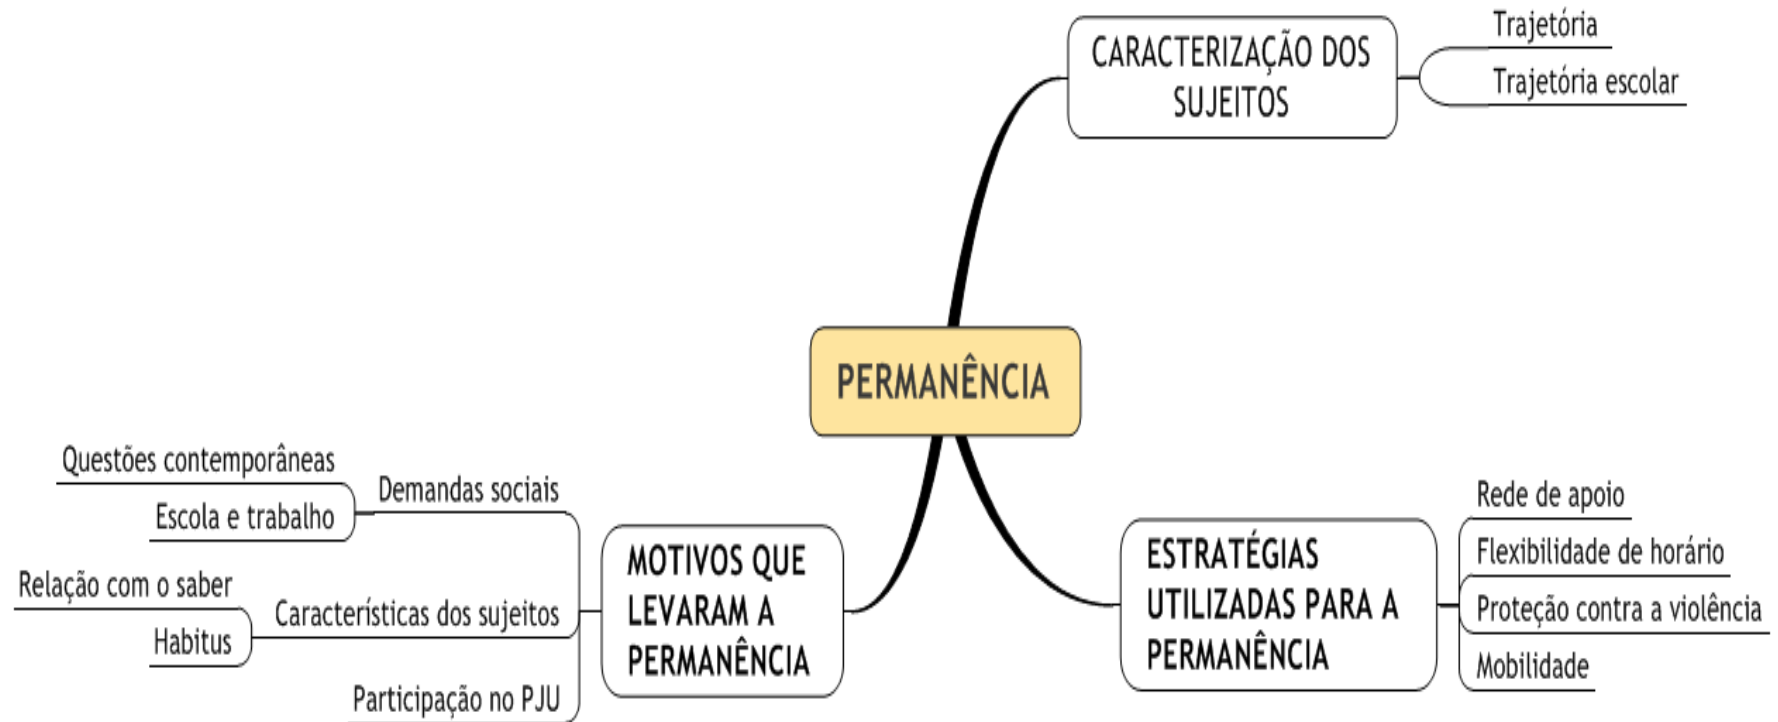 CARACTERIZAÇÃO DOS
SUJEITOS
Trajetória
Trajetória escolar
PERMANÊNCIA
MOTIVOS QUE
LEVARAM A
PERMANÊNCIA
Demandas sociais
Questões contemporâneas
Escola e trabalho
Características dos sujeitos
Relação com o saber
Habitus
Participação no PJU
ESTRATÉGIAS
UTILIZADAS PARA A
PERMANÊNCIA
Rede de apoio
Flexibilidade de horário
Proteção contra a violência
Mobilidade